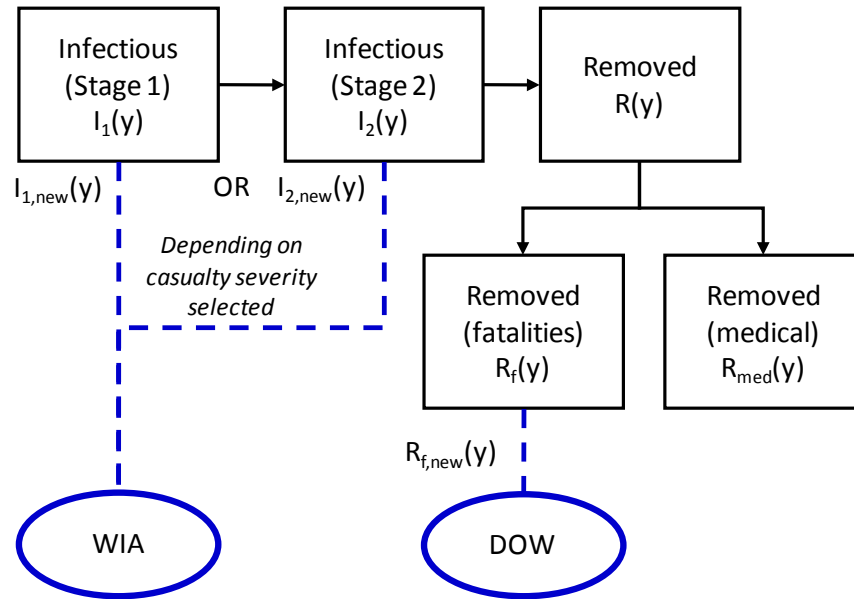 Infectious
(Stage 1)
I₁(y)
Infectious
(Stage 2)
I₂(y)
Removed
R(y)
I₁,new(y)
OR
I₂,new(y)
Depending on
casualty severity
selected
Removed
(fatalities)
Rf(y)
Removed
(medical)
Rmed(y)
Rf,new(y)
WIA
DOW